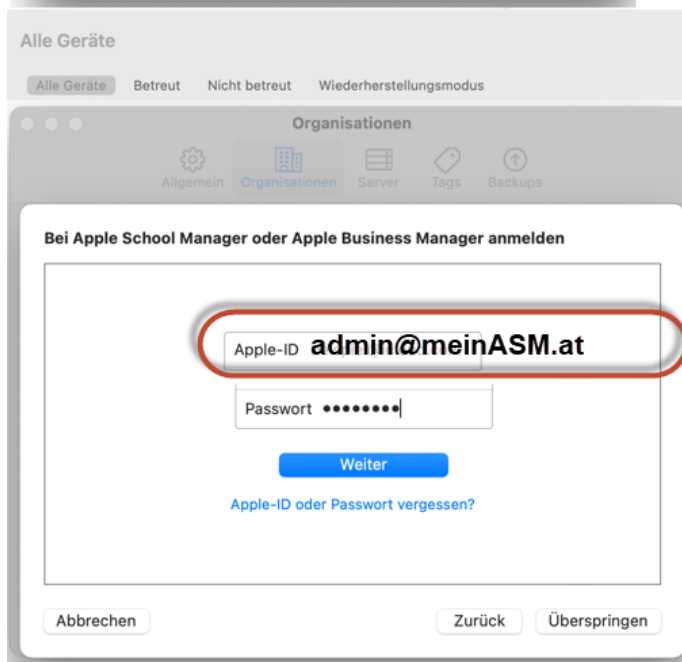 Alle Geräte
Alle Geräte Betreut Nicht betreut Wiederherstellungsmodus
Organisationen
Allgemein Organisationen Server Tags Backups
Bei Apple School Manager oder Apple Business Manager anmelden
Apple-ID admin@meinASM.at
Passwort ••••••••
Weiter
Apple-ID oder Passwort vergessen?
Abbrechen Zurück Überspringen